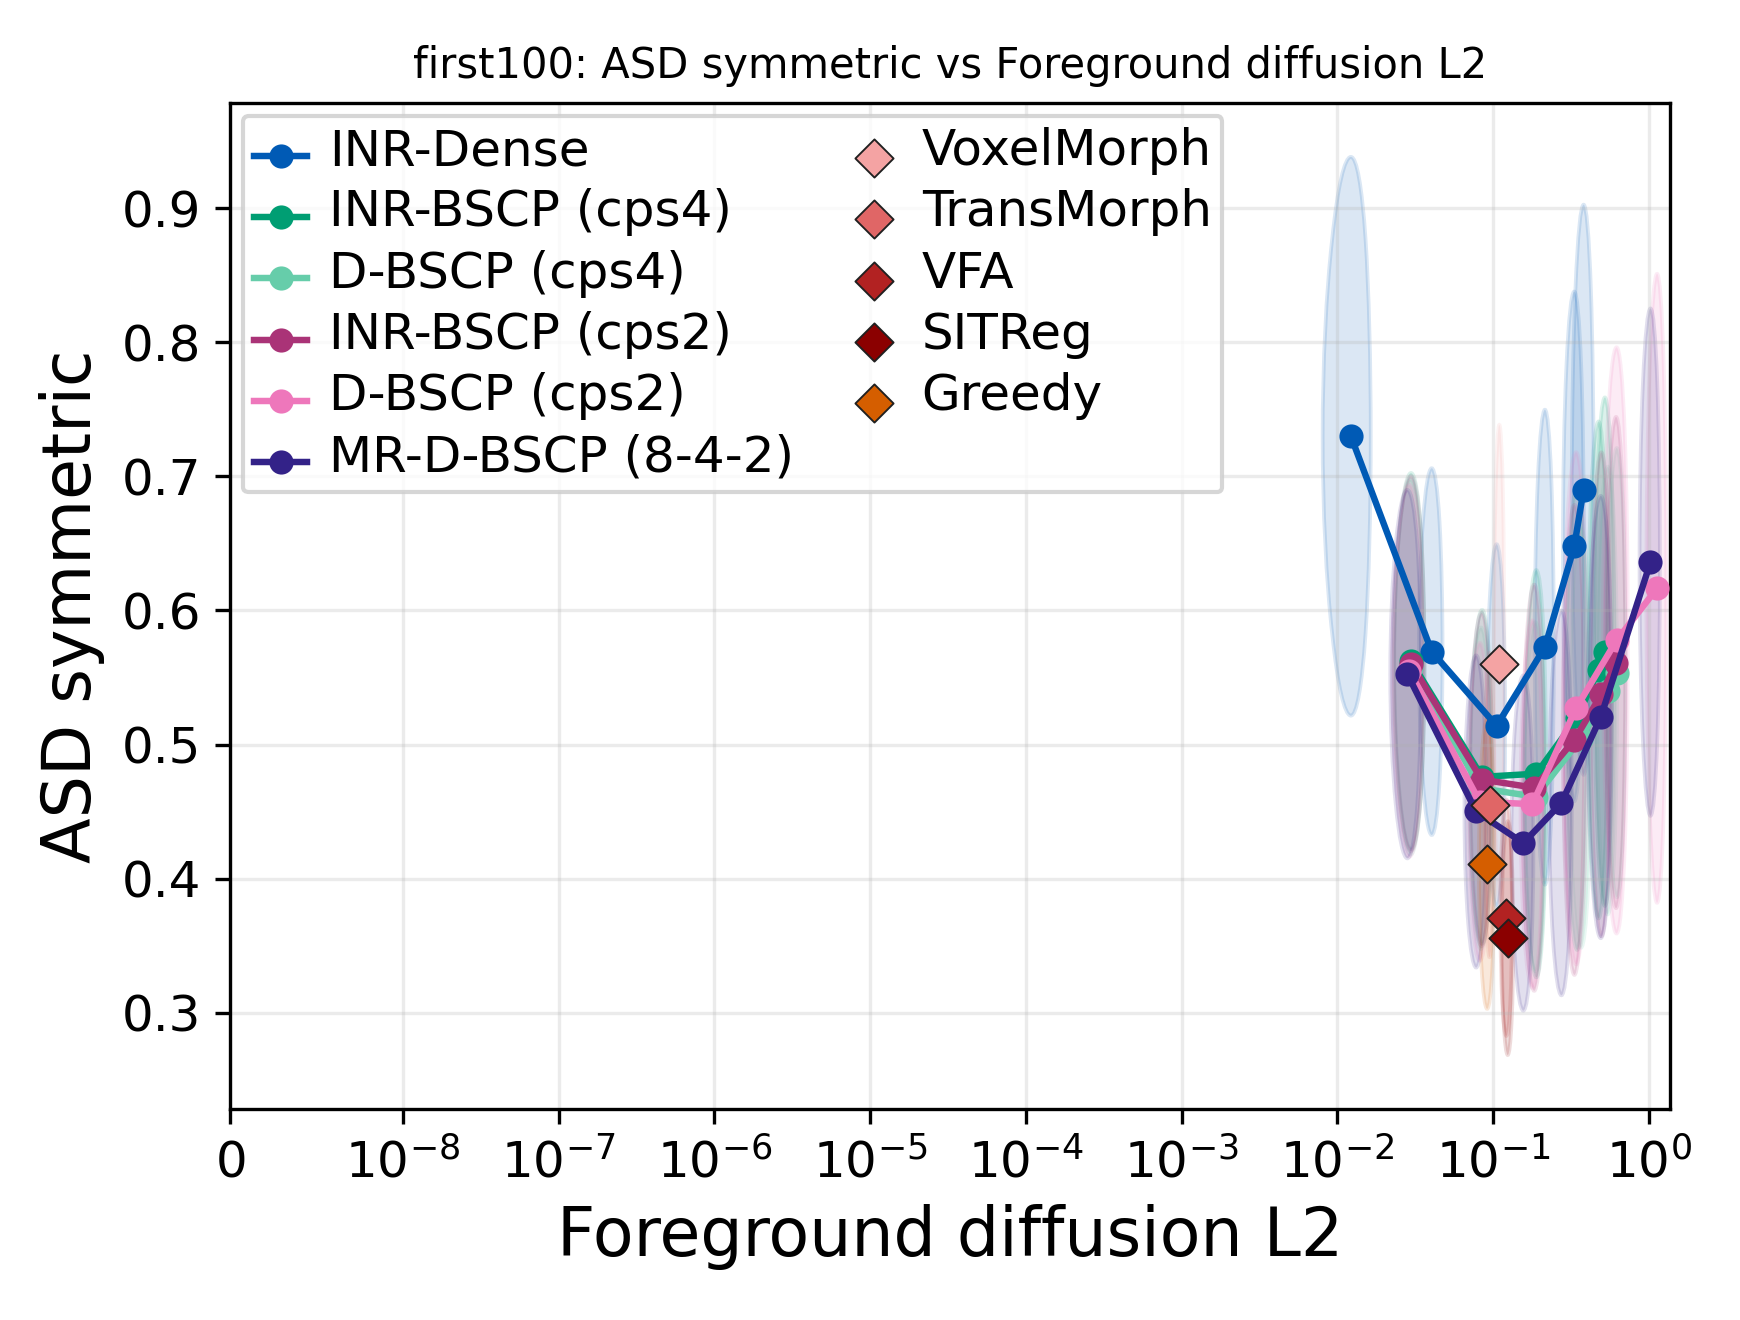 first100: ASD symmetric vs Foreground diffusion L2
INR-Dense
INR-BSCP (cps4)
D-BSCP (cps4)
INR-BSCP (cps2)
D-BSCP (cps2)
MR-D-BSCP (8-4-2)
VoxelMorph
TransMorph
VFA
SITReg
Greedy
ASD symmetric
0.9
0.8
0.7
0.6
0.5
0.4
0.3
0 10⁻⁸ 10⁻⁷ 10⁻⁶ 10⁻⁵ 10⁻⁴ 10⁻³ 10⁻² 10⁻¹ 10⁰
Foreground diffusion L2